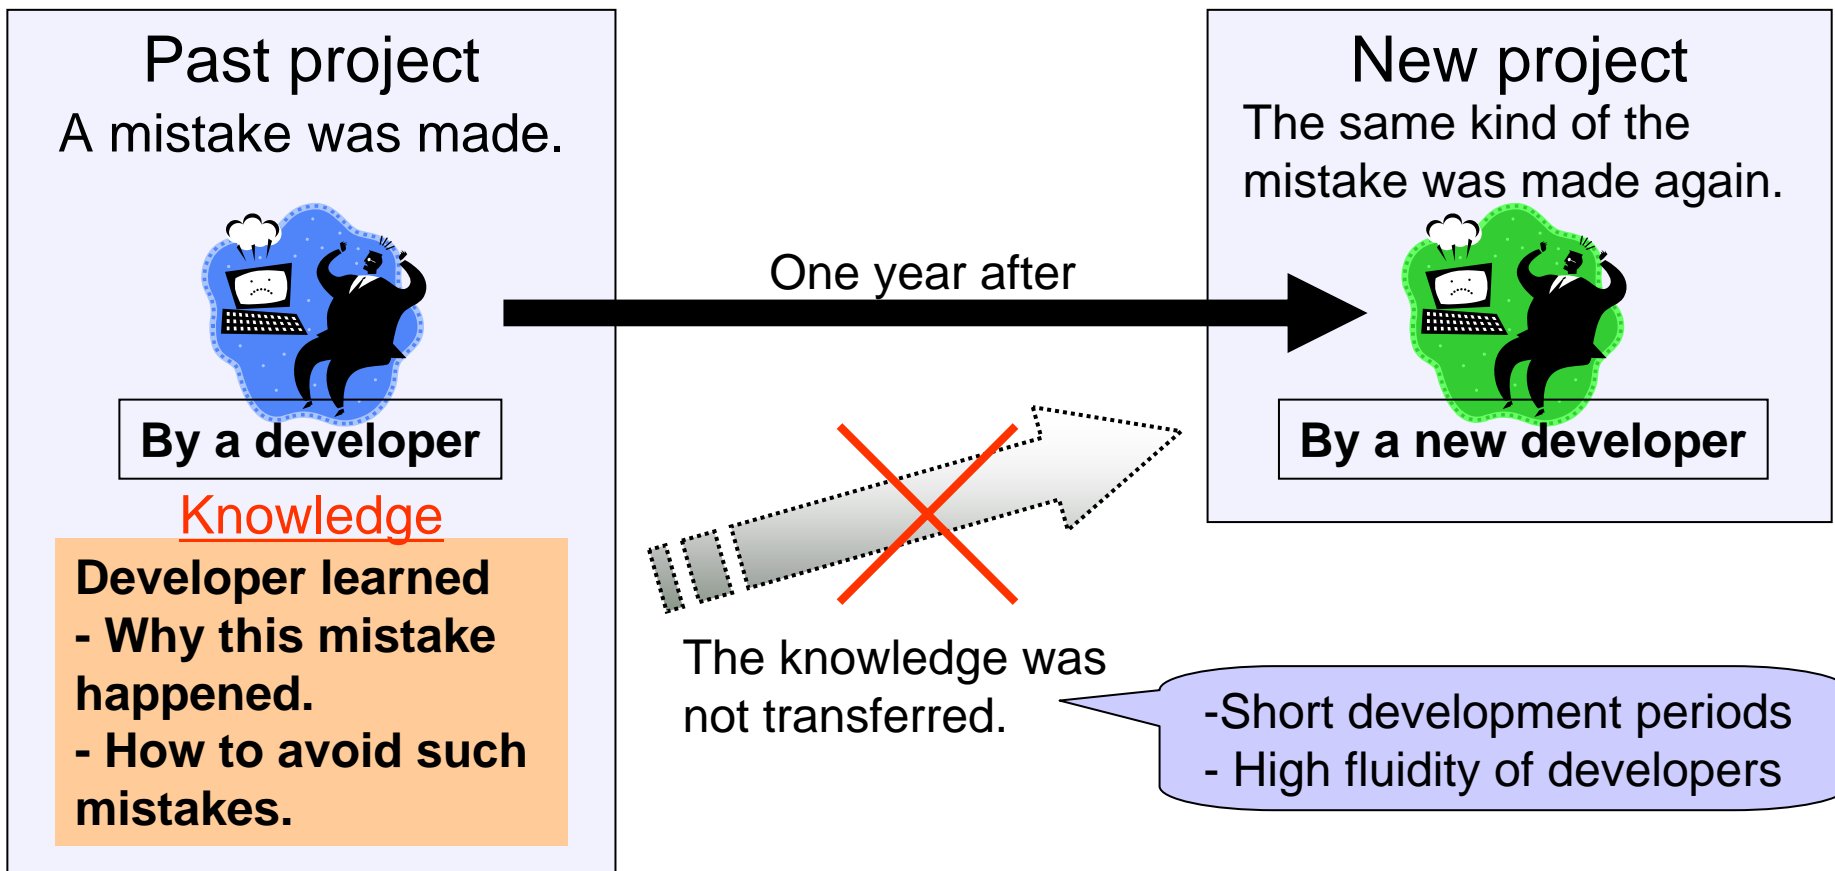 Past project
A mistake was made.
By a developer
Knowledge
Developer learned
- Why this mistake
happened.
- How to avoid such
mistakes.
One year after
The knowledge was
not transferred.
New project
The same kind of the
mistake was made again.
By a new developer
-Short development periods
- High fluidity of developers